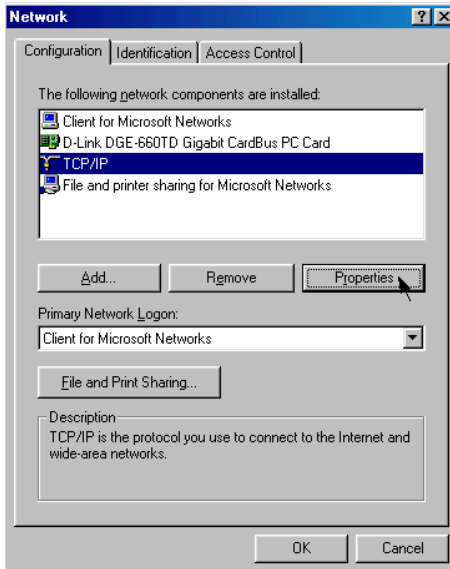 Network
Configuration Identification Access Control
The following network components are installed:
Client for Microsoft Networks
D-Link DGE-660TD Gigabit CardBus PC Card
TCP/IP
File and printer sharing for Microsoft Networks
Add... Remove Properties
Primary Network Logon:
Client for Microsoft Networks
File and Print Sharing...
Description
TCP/IP is the protocol you use to connect to the Internet and
wide-area networks.
OK Cancel